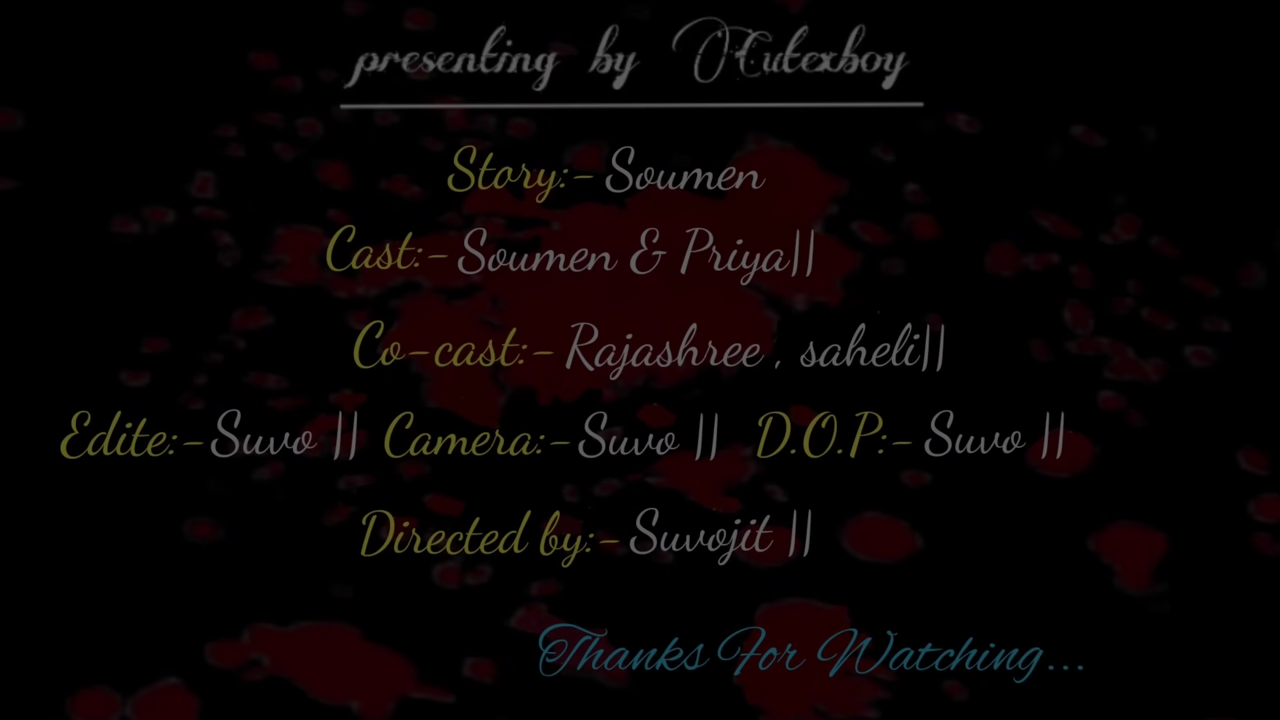 presenting by Cutexboy
Story:- Soumen
Cast:- Soumen & Priya||
Co-cast:- Rajashree , saheli||
Edite:- Suvo || Camera:- Suvo || D.O.P:- Suvo ||
Directed by:- Suvojit ||
Thanks For Watching...